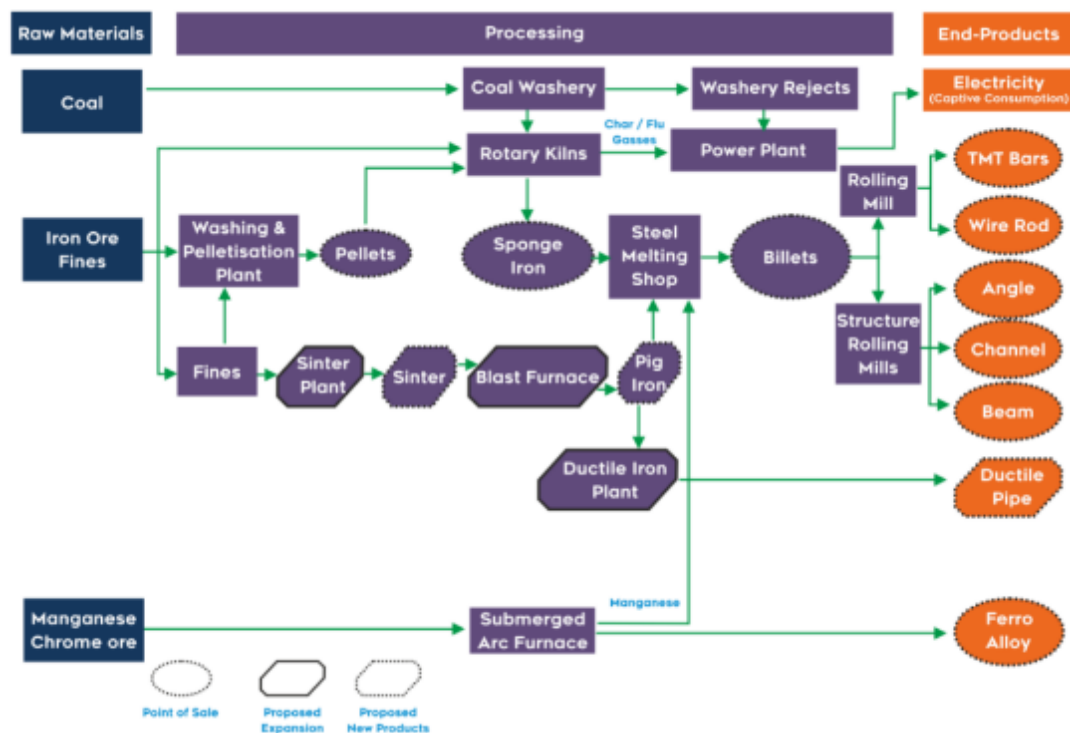 Raw Materials
Processing
End-Products
Coal
Coal Washery
Washery Rejects
Electricity
(Captive Consumption)
Char / Flu
Gasses
Rotary Kilns
Power Plant
TMT Bars
Rolling
Mill
Wire Rod
Iron Ore
Fines
Washing &
Pelletisation
Plant
Pellets
Sponge
Iron
Steel
Melting
Shop
Billets
Angle
Structure
Rolling
Mills
Channel
Fines
Sinter
Plant
Sinter
Blast Furnace
Pig
Iron
Beam
Ductile Iron
Plant
Ductile
Pipe
Manganese
Manganese
Chrome ore
Submerged
Arc Furnace
Ferro
Alloy
Point of Sale
Proposed
Expansion
Proposed
New Products